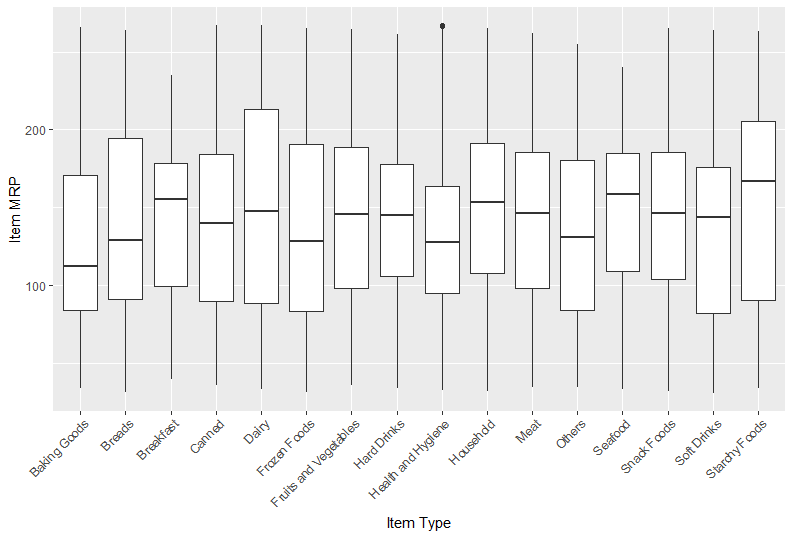 Item MRP
200
100
Baking Goods
Breads
Breakfast
Canned
Dairy
Frozen Foods
Fruits and Vegetables
Hard Drinks
Health and Hygiene
Household
Meat
Others
Seafood
Snack Foods
Soft Drinks
Starchy Foods
Item Type